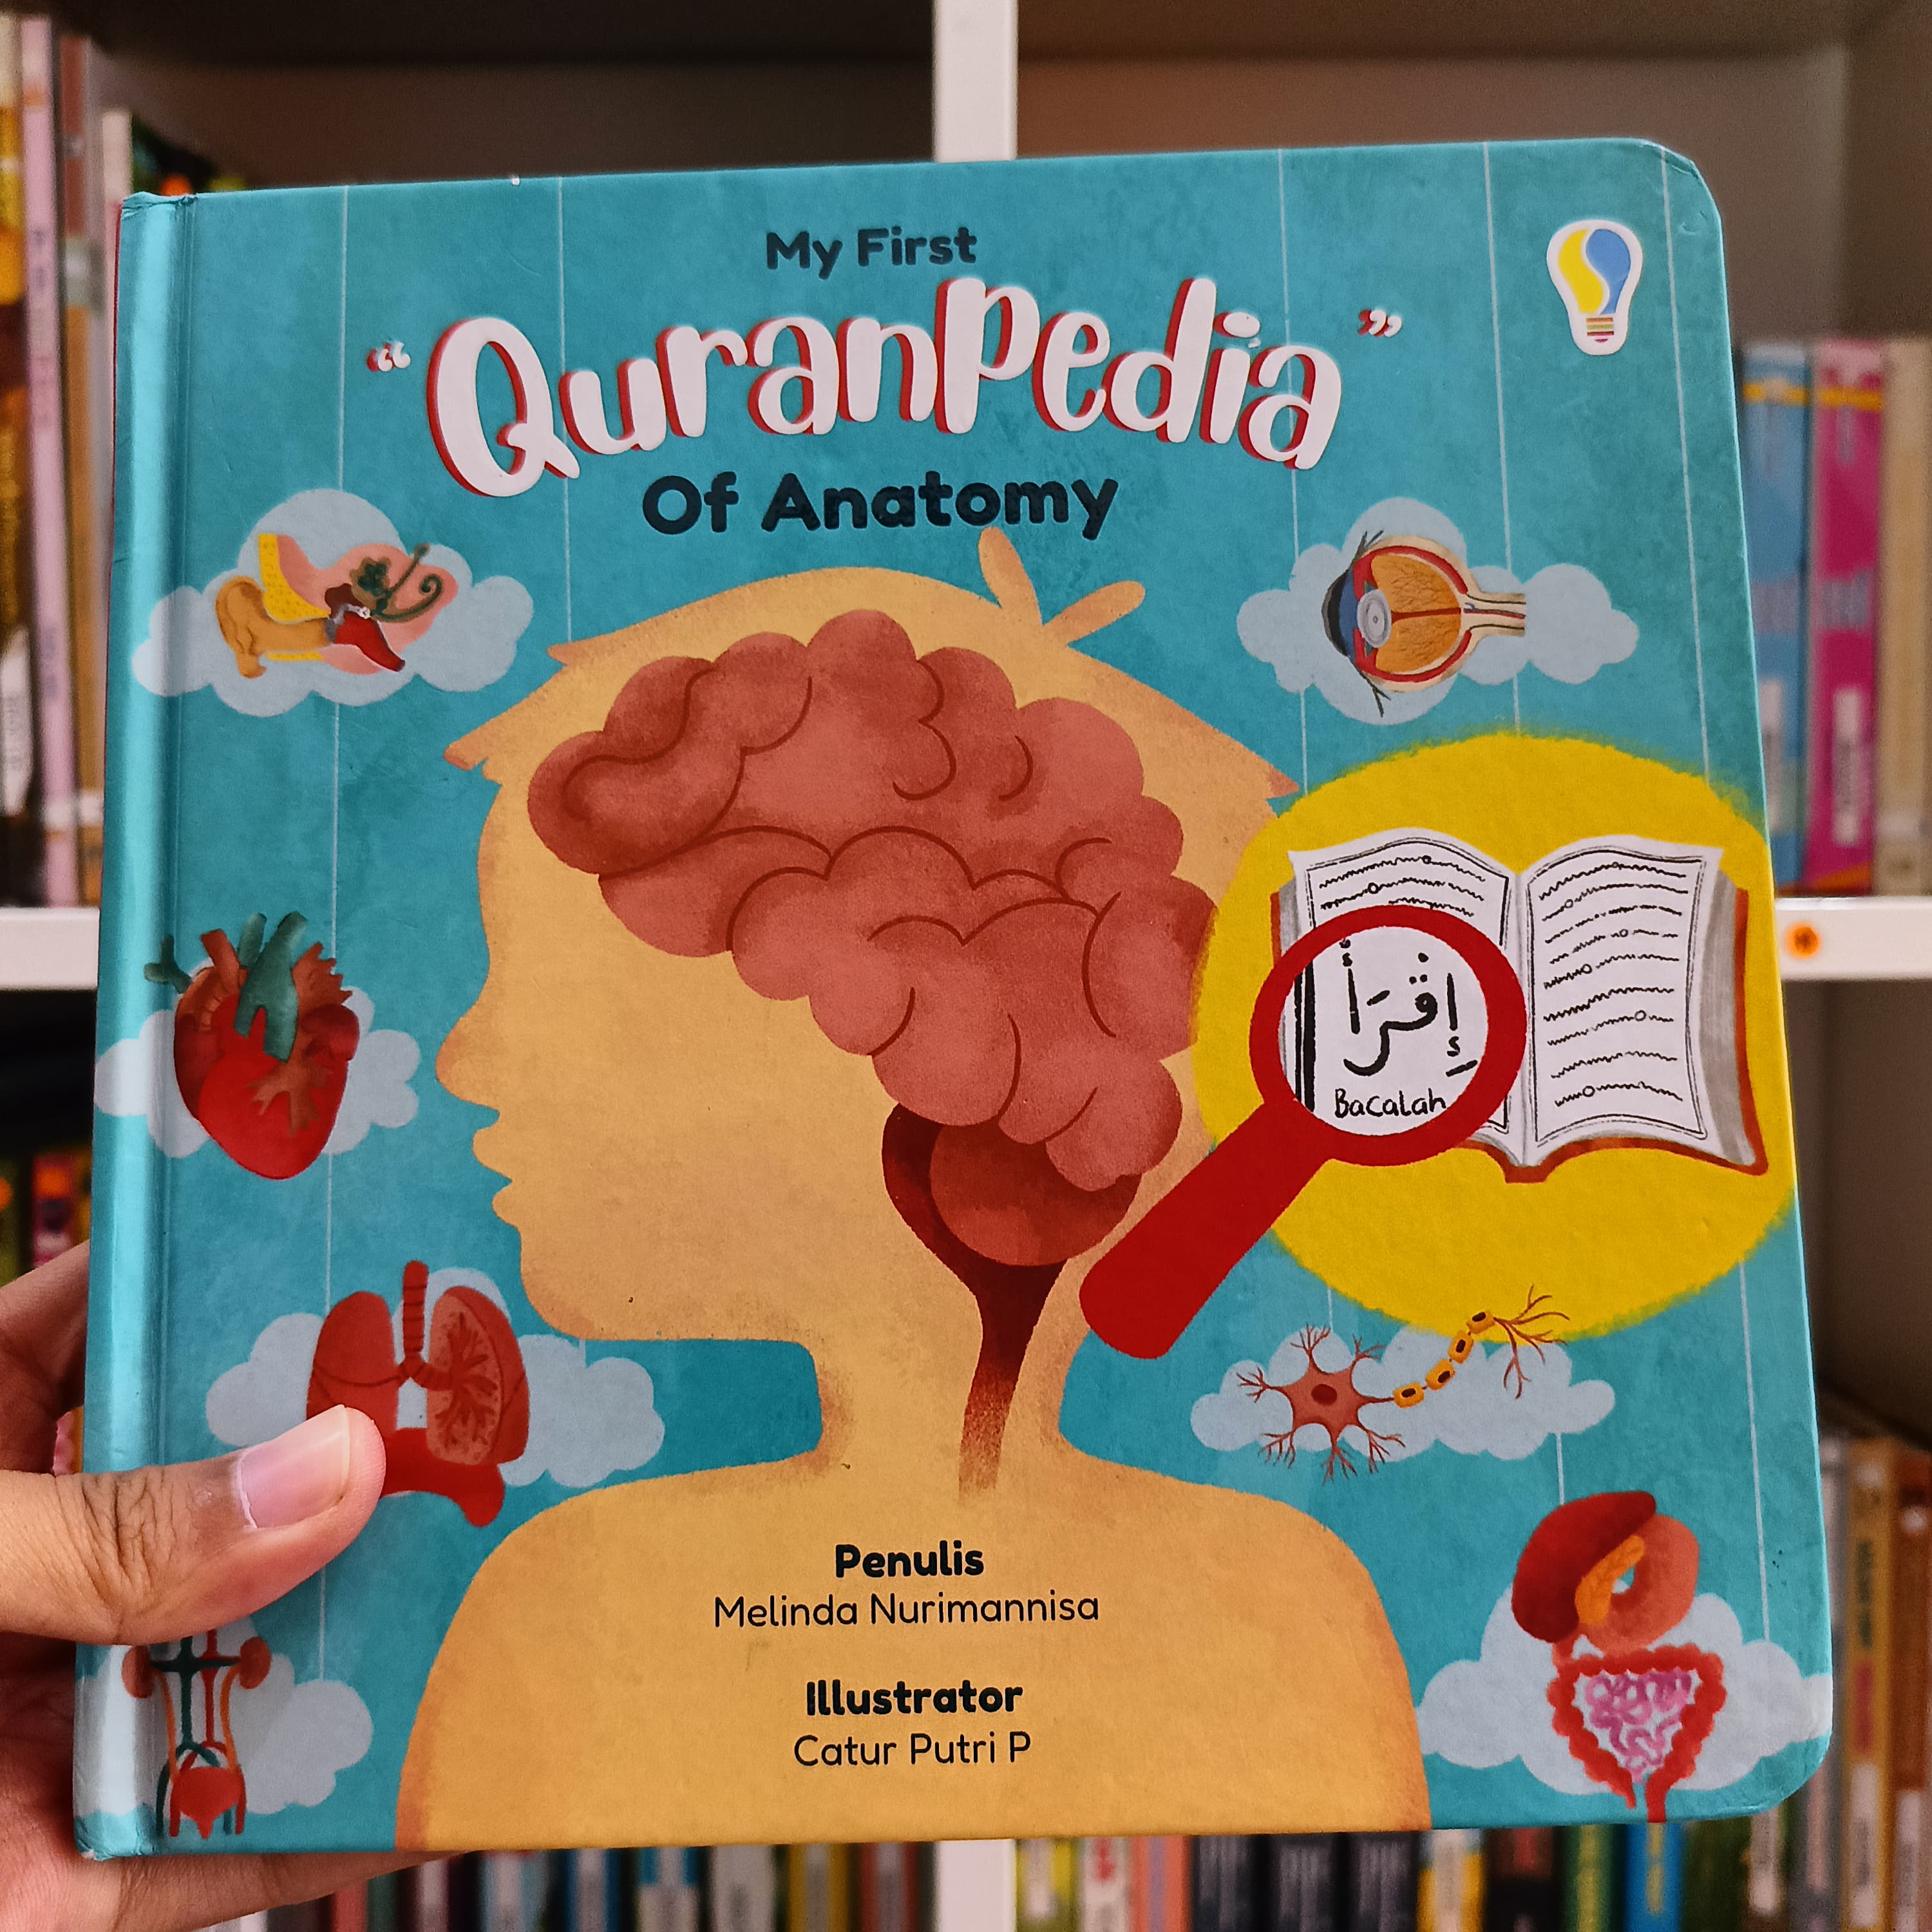 My First
"Quranpedia"
Of Anatomy
إِقْرَأْ
Bacalah
Penulis
Melinda Nurimannisa
Illustrator
Catur Putri P